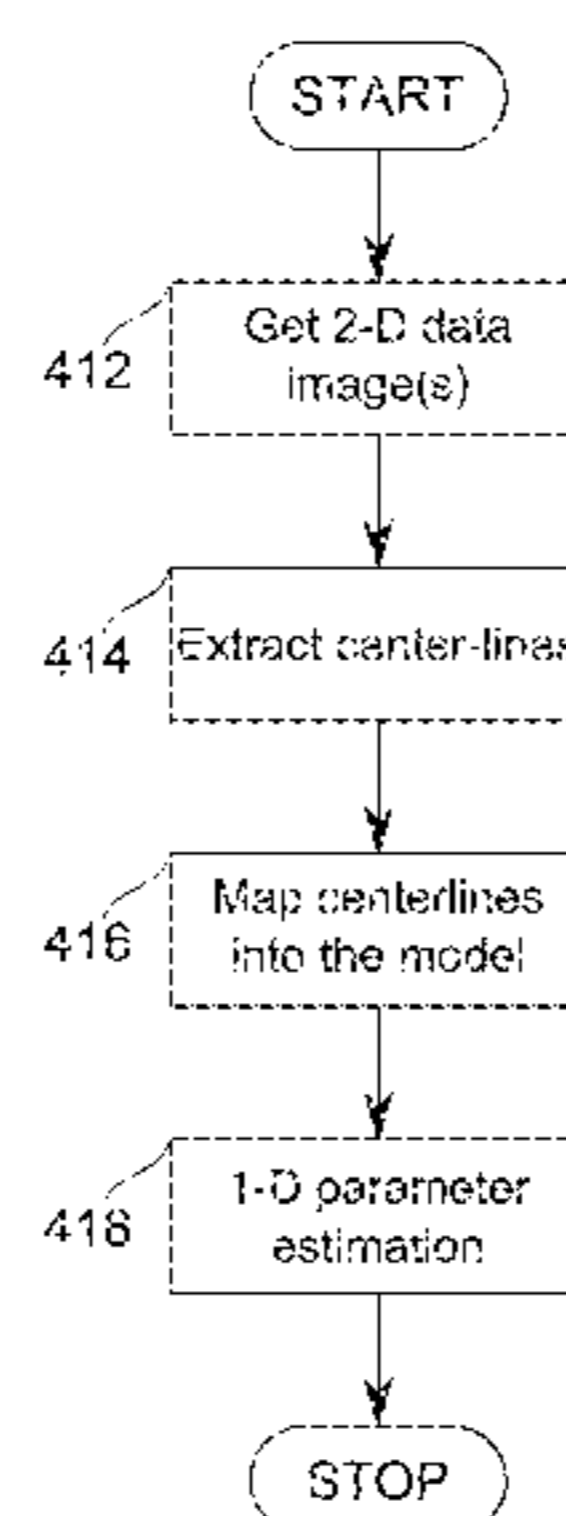 START
412
Get 2-D data
image(s)
414
Extract center-lines
416
Map centerlines
into the model
418
1-D parameter
estimation
STOP